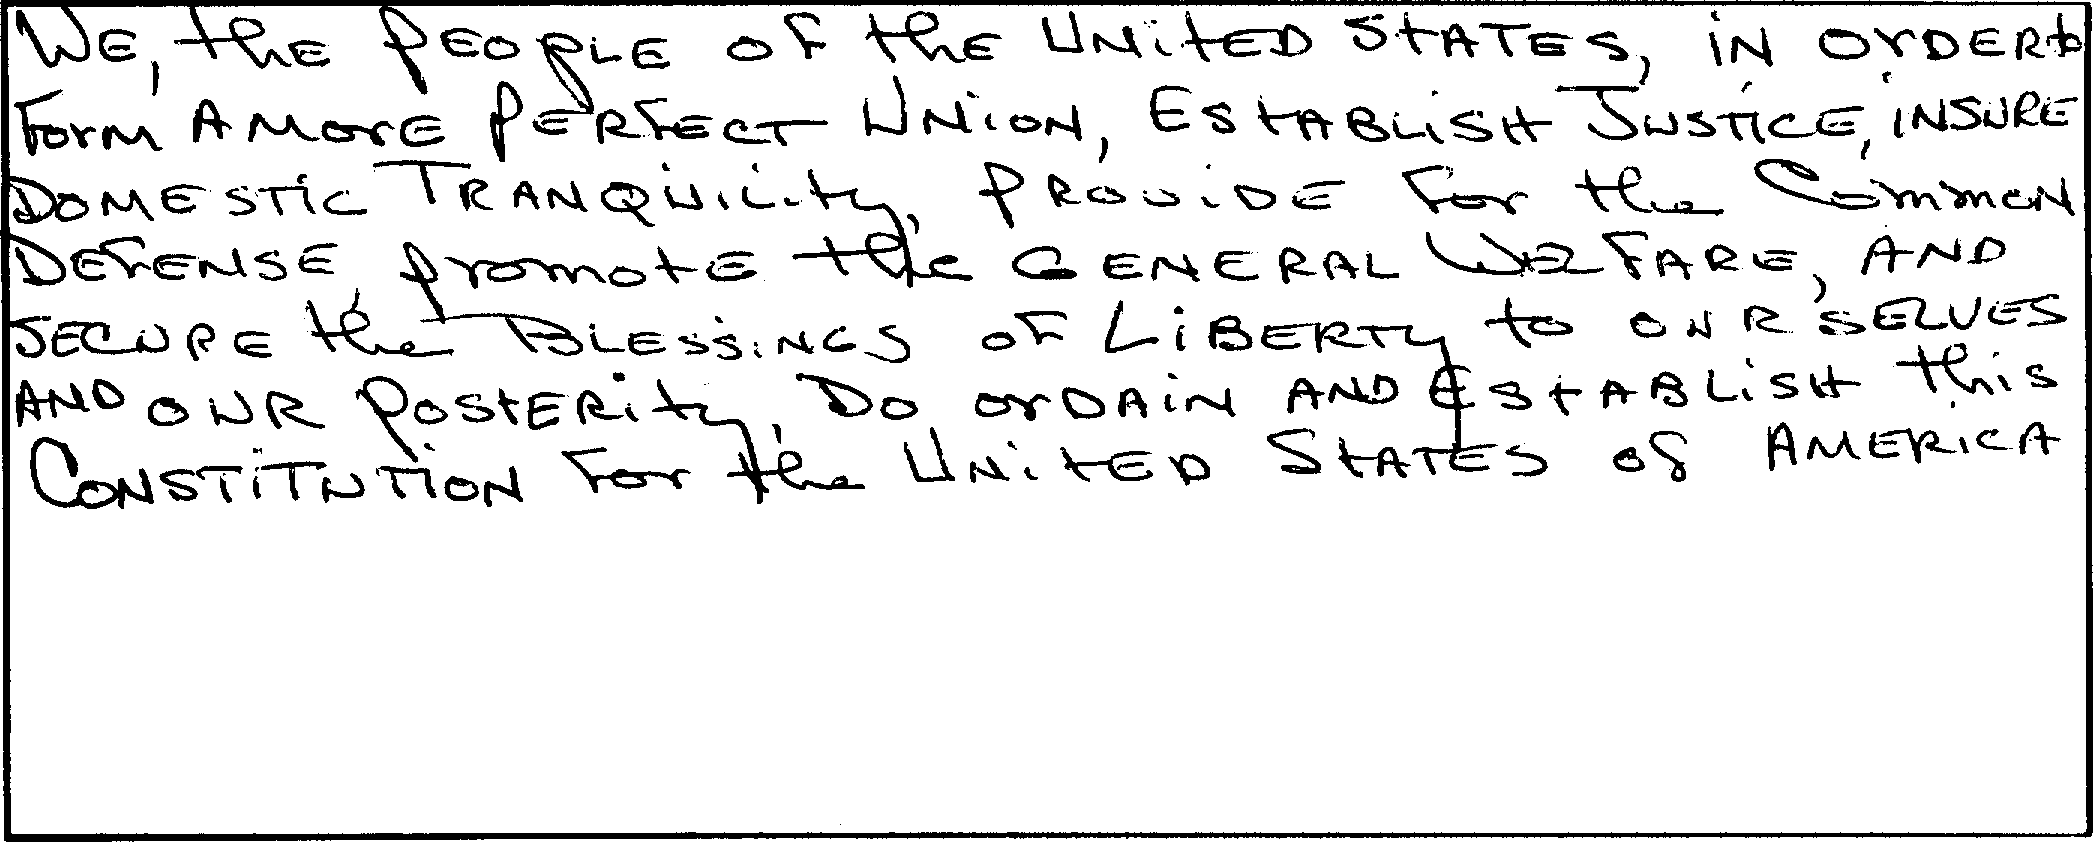 We, the People of the United States, in order to
form a more perfect Union, Establish Justice, insure
Domestic Tranquility, provide for the Common
Defense, promote the General Welfare, and
secure the Blessings of Liberty to ourselves
and our Posterity, Do ordain and Establish this
Constitution for the United States of America